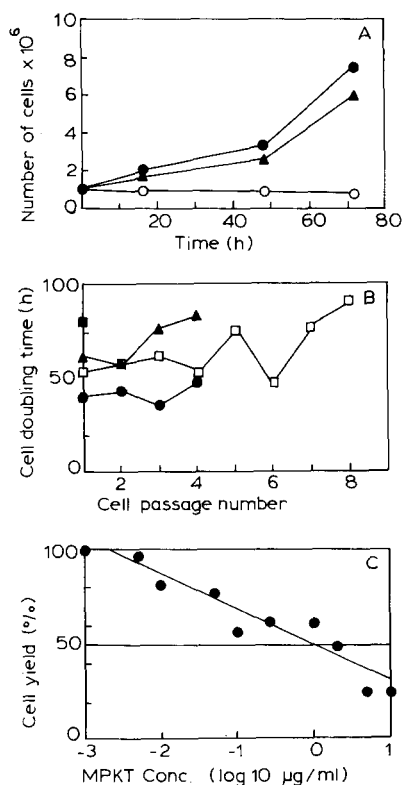 A
Number of cells x 10⁶
10
8
6
4
2
0
0 20 40 60 80
Time (h)
B
Cell doubling time (h)
100
50
0
2 4 6 8
Cell passage number
C
Cell yield (°/o)
100
50
0
-3 -2 -1 0 1
MPKT Conc. (log 10 µg/ml)